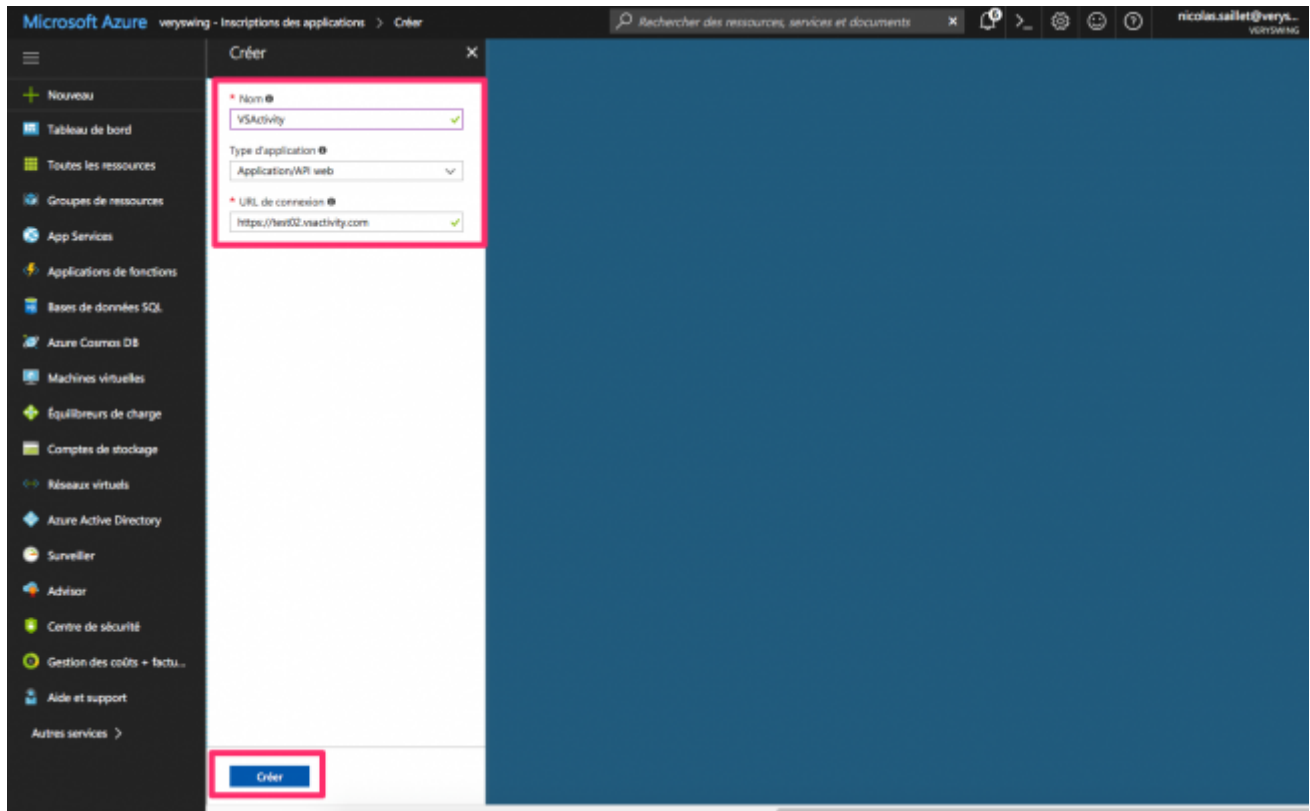 Microsoft Azure veryswing - Inscriptions des applications > Créer
Rechercher des ressources, services et documents
6
nicolas.saillet@verys...
VERYSWING
Créer
Nouveau
Tableau de bord
Toutes les ressources
Groupes de ressources
App Services
Applications de fonctions
Bases de données SQL
Azure Cosmos DB
Machines virtuelles
Équilibreurs de charge
Comptes de stockage
Réseaux virtuels
Azure Active Directory
Surveiller
Advisor
Centre de sécurité
Gestion des coûts + factu...
Aide et support
Autres services >
* Nom
VSActivity
Type d'application
Application/API web
* URL de connexion
https://test02.vsactivity.com
Créer